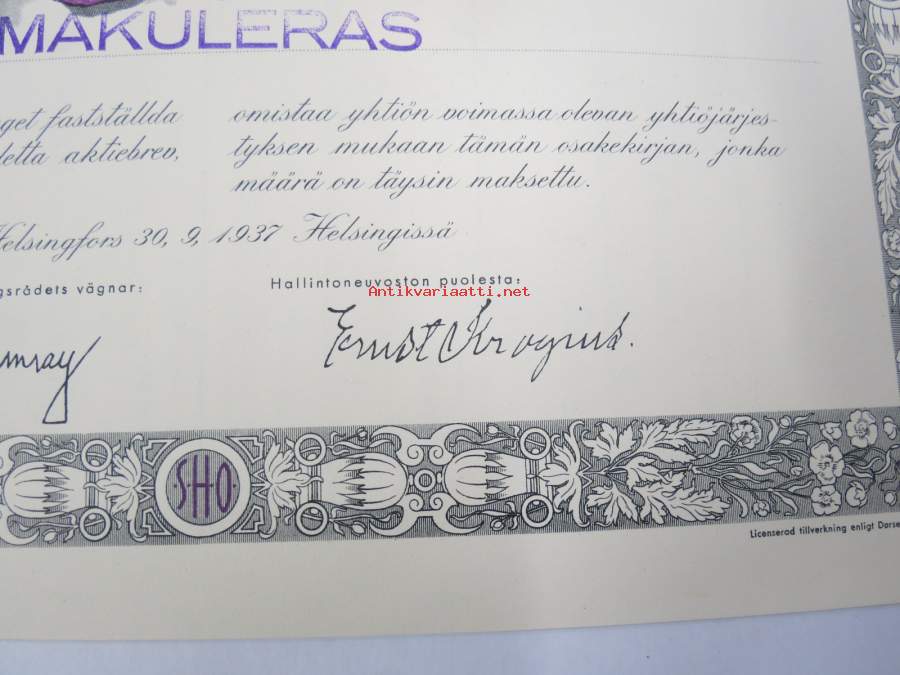 MAKULERAS
get fastställda
detta aktiebrev,
omistaa yhtiön voimassa olevan yhtiöjärjes-
tyksen mukaan tämän osakekirjan, jonka
määrä on täysin maksettu.
Helsingfors 30, 9, 1937 Helsingissä
gsrådets vägnar:
Hallintoneuvoston puolesta:
Antikvariaatti.net
Ernst Krogius.
SHO
Licenserad tillverkning enligt Dorse